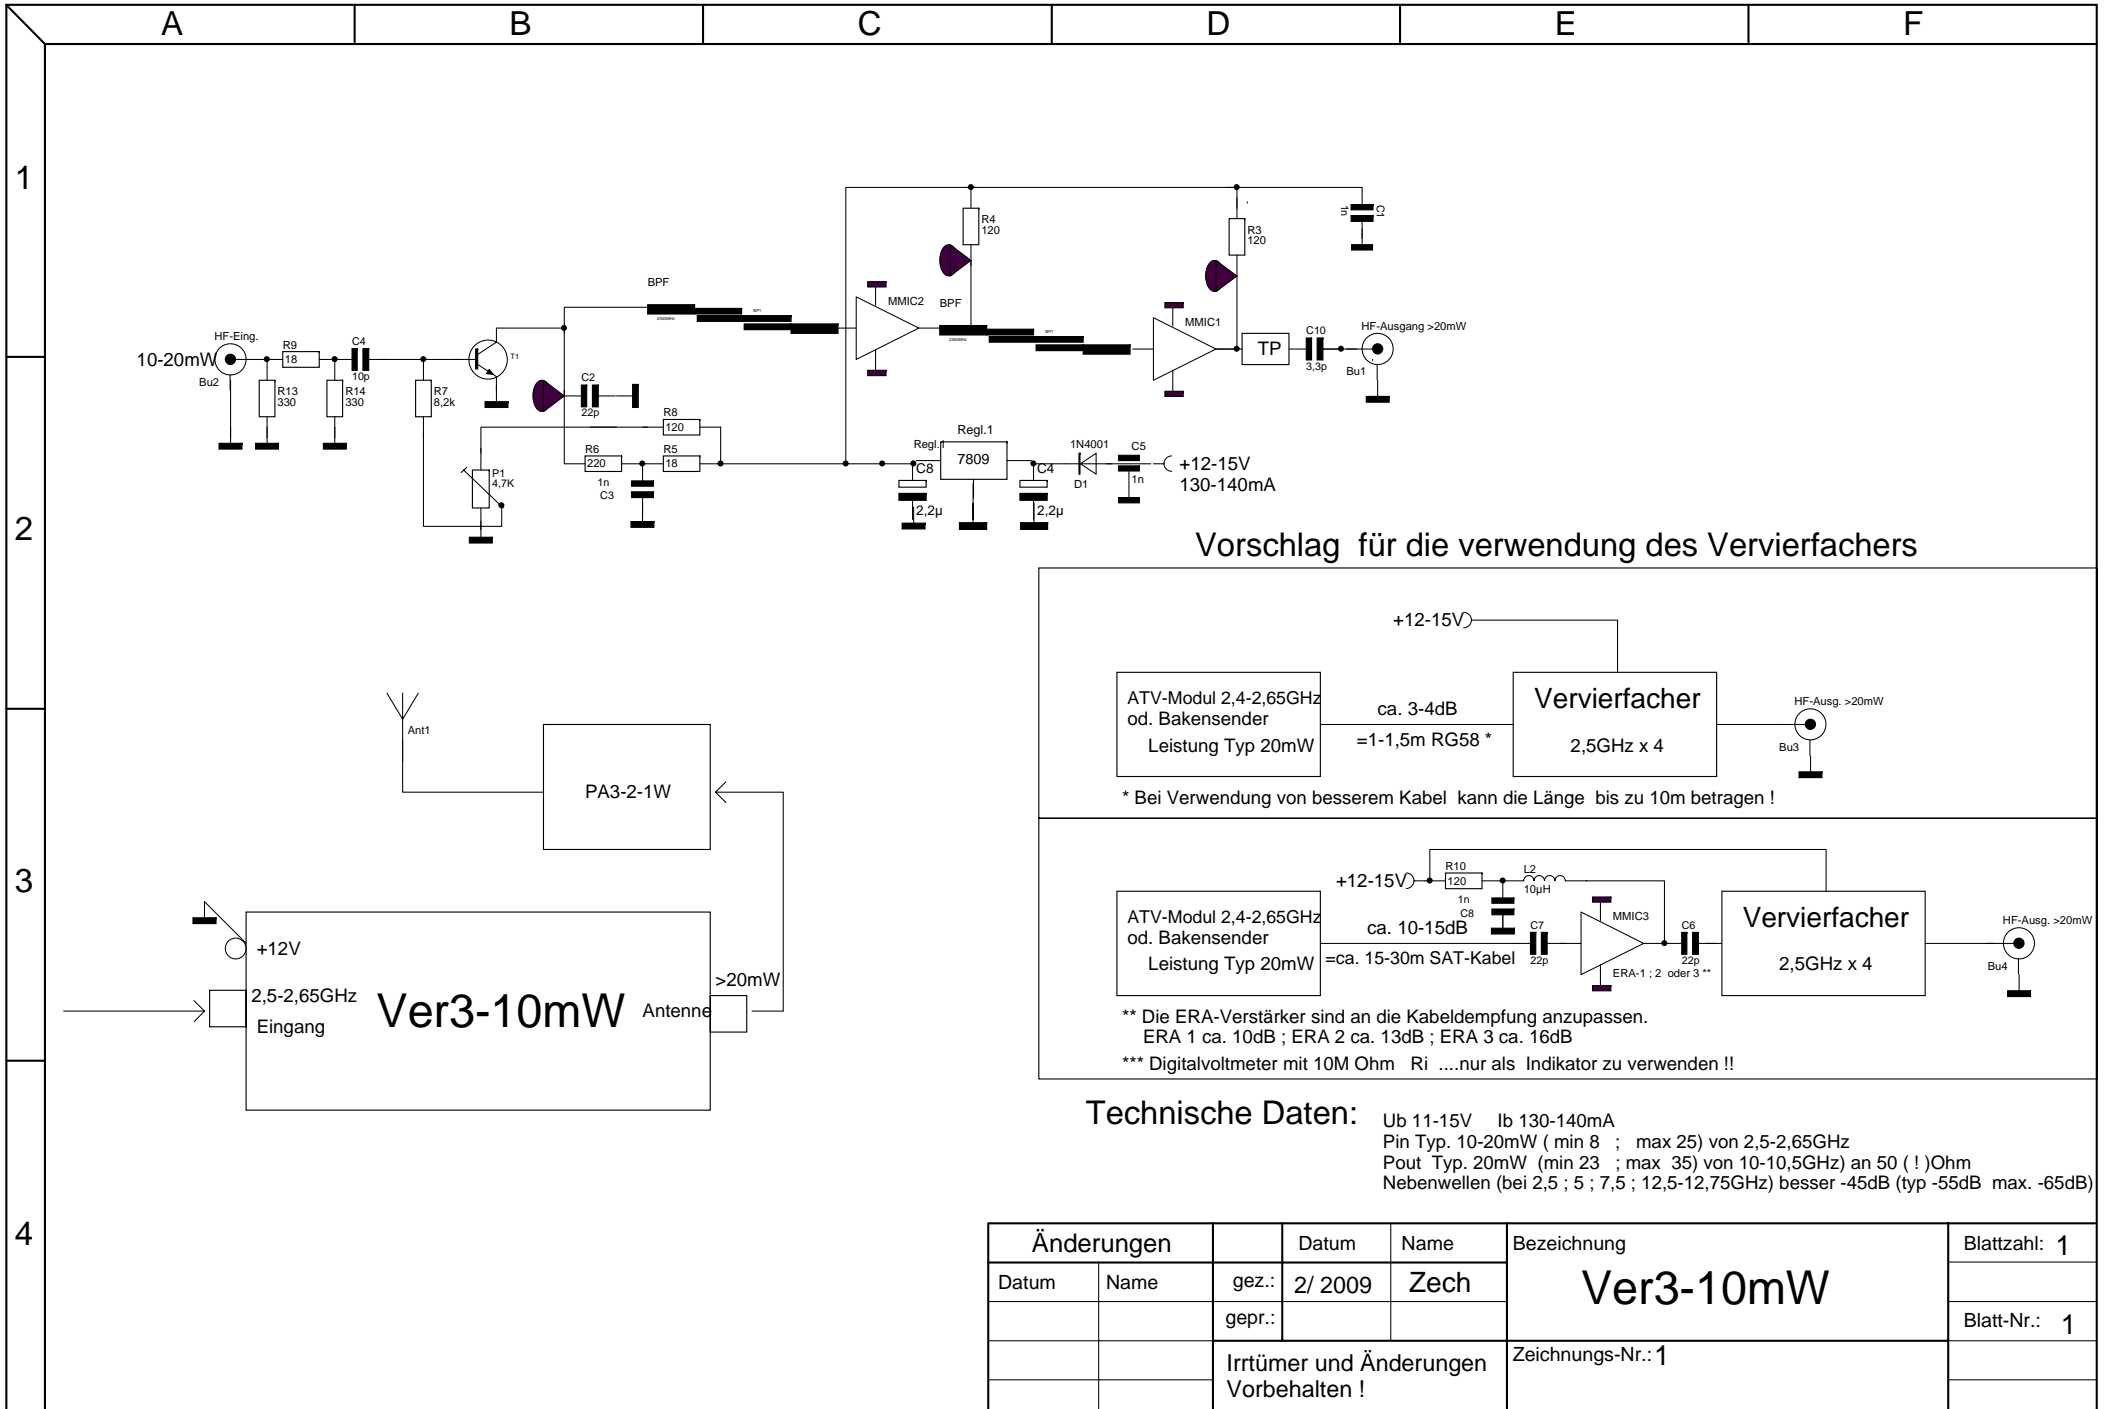 A B C D E F
1
2
3
4
HF-Eing.
10-20mW
Bu2
R9
18
R13
330
R14
330
C4
10p
R7
8,2k
T1
P1
4,7K
C2
22p
R8
120
R6
220
R5
18
1n
C3
BPF
BP1
MMIC2
R4
120
BPF
BP1
MMIC1
R3
120
C1
1n
TP
C10
3,3p
HF-Ausgang >20mW
Bu1
Regl.1
Regl.1
7809
C8
2,2µ
C4
2,2µ
1N4001
D1
C5
1n
+12-15V
130-140mA
Vorschlag für die verwendung des Vervierfachers
+12-15V
ATV-Modul 2,4-2,65GHz
od. Bakensender
Leistung Typ 20mW
ca. 3-4dB
=1-1,5m RG58 *
Vervierfacher
2,5GHz x 4
HF-Ausg. >20mW
Bu3
* Bei Verwendung von besserem Kabel kann die Länge bis zu 10m betragen !
+12-15V
R10
120
L2
10µH
1n
C8
ATV-Modul 2,4-2,65GHz
od. Bakensender
Leistung Typ 20mW
ca. 10-15dB
=ca. 15-30m SAT-Kabel
C7
22p
MMIC3
ERA-1 ; 2 oder 3 **
C6
22p
Vervierfacher
2,5GHz x 4
HF-Ausg. >20mW
Bu4
** Die ERA-Verstärker sind an die Kabeldempfung anzupassen.
ERA 1 ca. 10dB ; ERA 2 ca. 13dB ; ERA 3 ca. 16dB
*** Digitalvoltmeter mit 10M Ohm Ri ....nur als Indikator zu verwenden !!
Ant1
PA3-2-1W
+12V
2,5-2,65GHz
Eingang
Ver3-10mW
Antenne
>20mW
Technische Daten:
Ub 11-15V Ib 130-140mA
Pin Typ. 10-20mW ( min 8 ; max 25) von 2,5-2,65GHz
Pout Typ. 20mW (min 23 ; max 35) von 10-10,5GHz) an 50 ( ! )Ohm
Nebenwellen (bei 2,5 ; 5 ; 7,5 ; 12,5-12,75GHz) besser -45dB (typ -55dB max. -65dB)
Änderungen
Datum Name
Datum Name
gez.: 2/ 2009 Zech
gepr.:
Irrtümer und Änderungen
Vorbehalten !
Bezeichnung
Ver3-10mW
Zeichnungs-Nr.: 1
Blattzahl: 1
Blatt-Nr.: 1